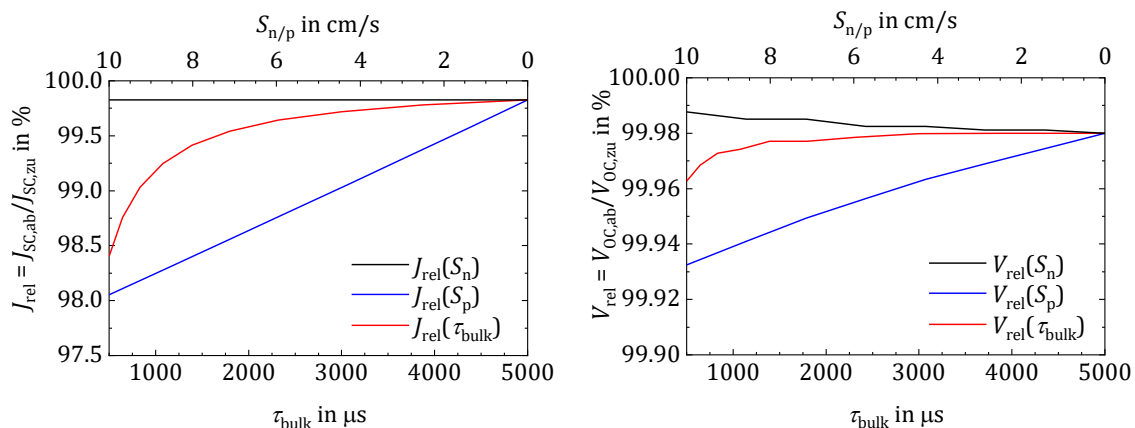 S_n/p in cm/s
10 8 6 4 2 0
J_rel = J_SC,ab/J_SC,zu in %
100.0
99.5
99.0
98.5
98.0
97.5
J_rel(S_n)
J_rel(S_p)
J_rel(τ_bulk)
1000 2000 3000 4000 5000
τ_bulk in μs
S_n/p in cm/s
10 8 6 4 2 0
V_rel = V_OC,ab/V_OC,zu in %
100.00
99.98
99.96
99.94
99.92
99.90
V_rel(S_n)
V_rel(S_p)
V_rel(τ_bulk)
1000 2000 3000 4000 5000
τ_bulk in μs